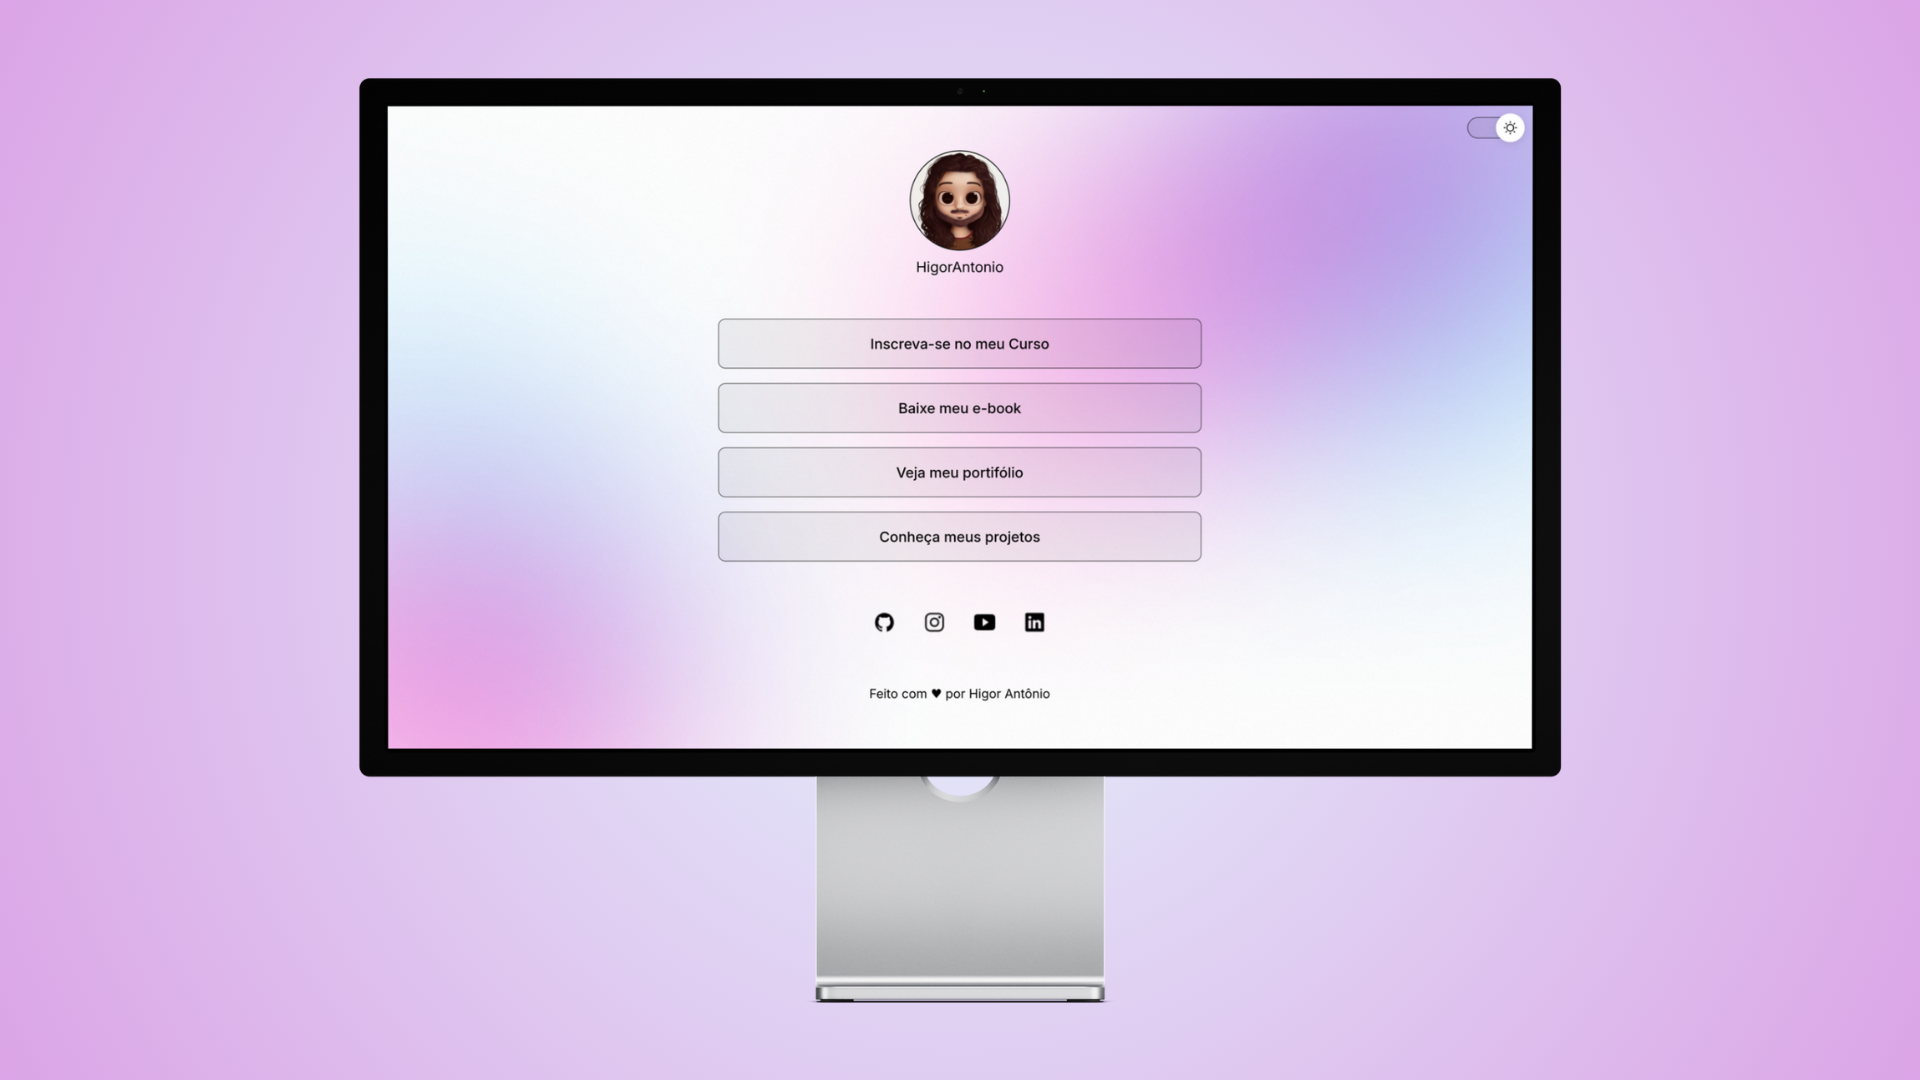 HigorAntonio
Inscreva-se no meu Curso
Baixe meu e-book
Veja meu portifólio
Conheça meus projetos
in
Feito com ♥ por Higor Antônio